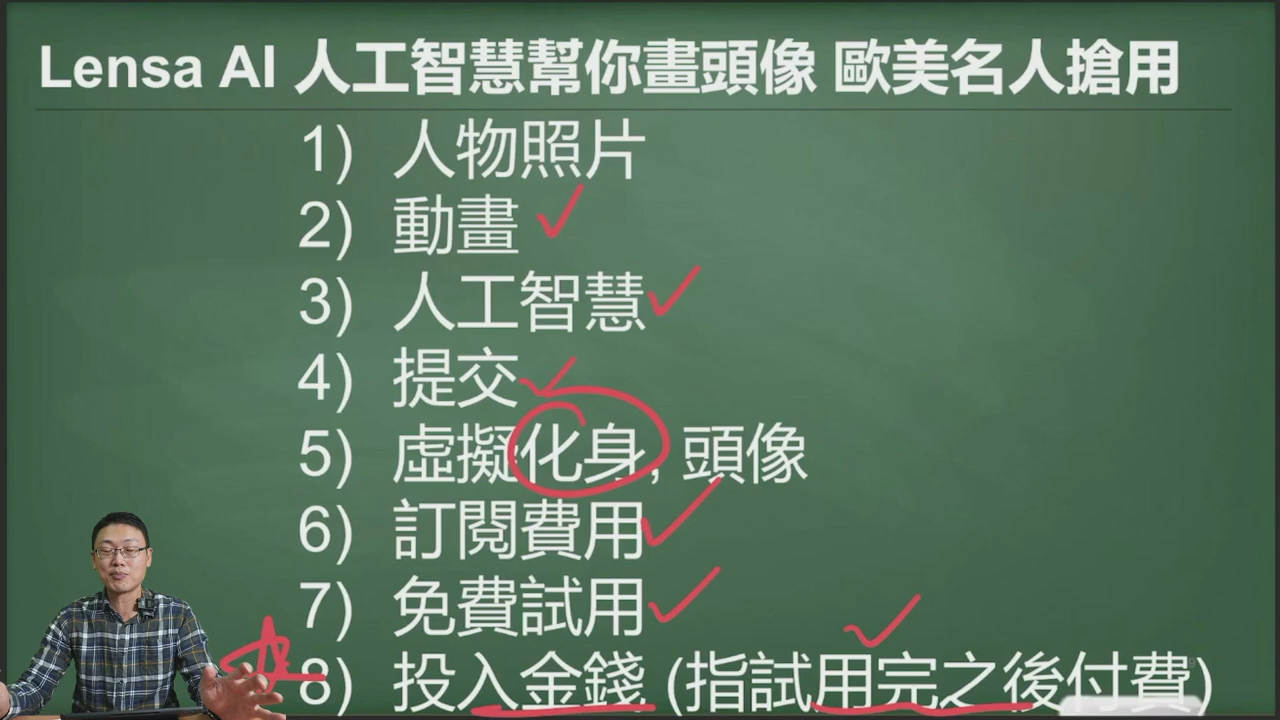 Lensa AI 人工智慧幫你畫頭像 歐美名人搶用
1) 人物照片
2) 動畫
3) 人工智慧
4) 提交
5) 虛擬化身, 頭像
6) 訂閱費用
7) 免費試用
8) 投入金錢 (指試用完之後付費)